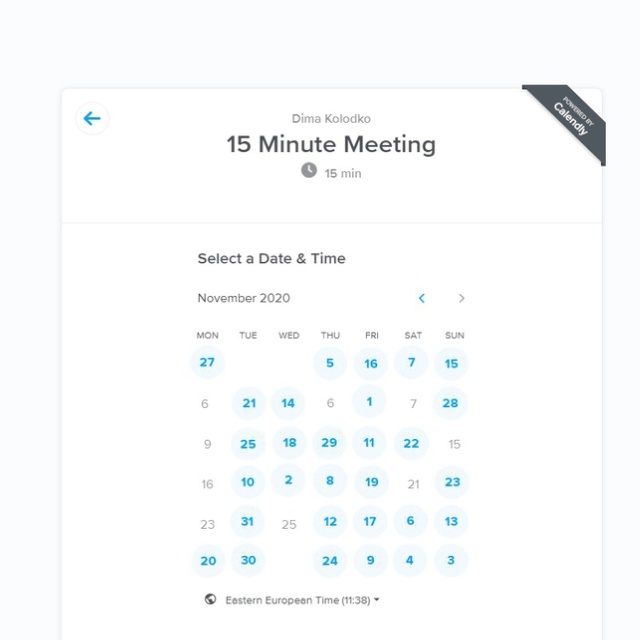 POWERED BY
Calendly
Dima Kolodko
15 Minute Meeting
15 min
Select a Date & Time
November 2020
MON TUE WED THU FRI SAT SUN
27 5 16 7 15
6 21 14 6 1 7 28
9 25 18 29 11 22 15
16 10 2 8 19 21 23
23 31 25 12 17 6 13
20 30 24 9 4 3
Eastern European Time (11:38)